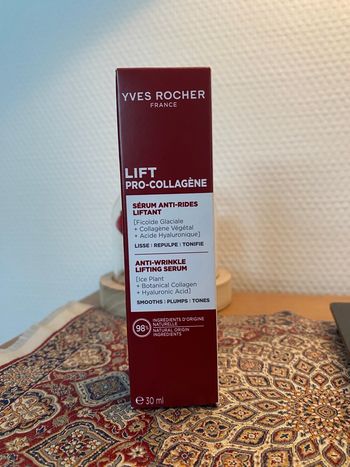 YVES ROCHER
FRANCE
LIFT
PRO-COLLAGÈNE
SÉRUM ANTI-RIDES
LIFTANT
[Ficoïde Glaciale
+ Collagène Végétal
+ Acide Hyaluronique]
LISSE | REPULPE | TONIFIE
ANTI-WRINKLE
LIFTING SERUM
[Ice Plant
+ Botanical Collagen
+ Hyaluronic Acid]
SMOOTHS | PLUMPS | TONES
98%
INGRÉDIENTS D'ORIGINE
NATURELLE
NATURAL ORIGIN
INGREDIENTS
℮ 30 ml